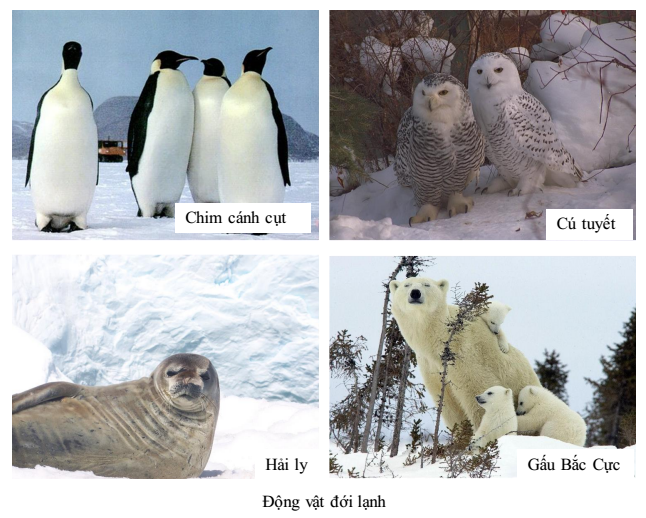 Chim cánh cụt
Cú tuyết
Hải ly
Gấu Bắc Cực
Động vật đới lạnh